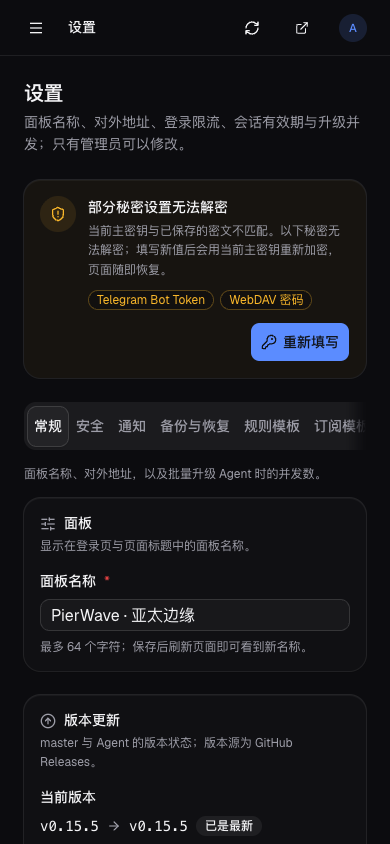 设置
A
设置
面板名称、对外地址、登录限流、会话有效期与升级并
发；只有管理员可以修改。
部分秘密设置无法解密
当前主密钥与已保存的密文不匹配。以下秘密无
法解密；填写新值后会用当前主密钥重新加密，
页面随即恢复。
Telegram Bot Token WebDAV 密码
重新填写
常规 安全 通知 备份与恢复 规则模板 订阅模
面板名称、对外地址，以及批量升级 Agent 时的并发数。
面板
显示在登录页与页面标题中的面板名称。
面板名称 *
PierWave · 亚太边缘
最多 64 个字符；保存后刷新页面即可看到新名称。
版本更新
master 与 Agent 的版本状态；版本源为 GitHub
Releases。
当前版本
v0.15.5 → v0.15.5 已是最新